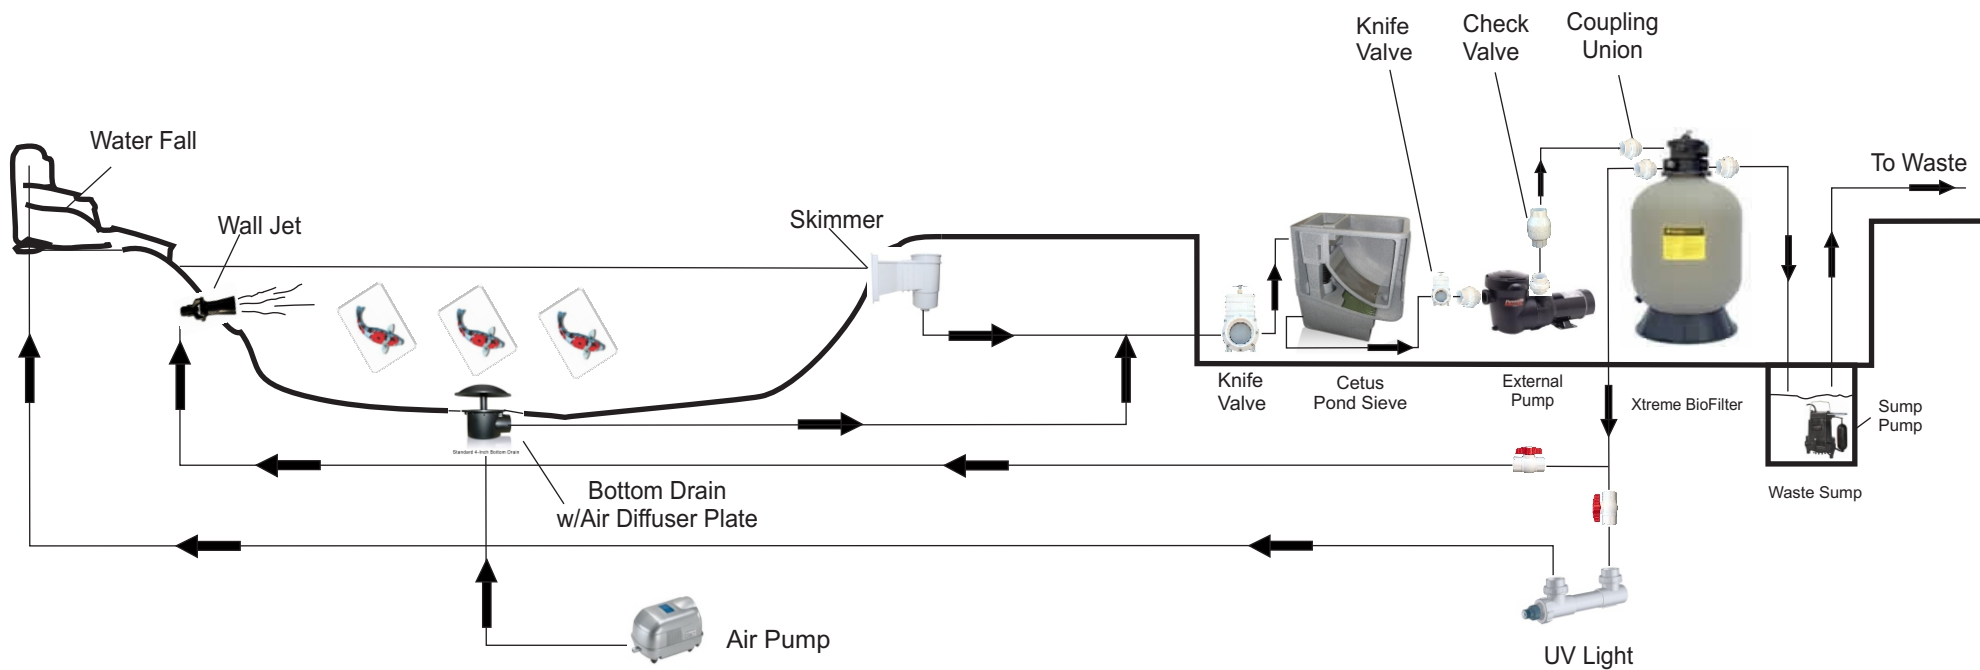 Knife
Valve
Check
Valve
Coupling
Union
Water Fall
To Waste
Wall Jet
Skimmer
Knife
Valve
Cetus
Pond Sieve
External
Pump
Xtreme BioFilter
Sump
Pump
Standard 4-Inch Bottom Drain
Waste Sump
Bottom Drain
w/Air Diffuser Plate
Air Pump
UV Light